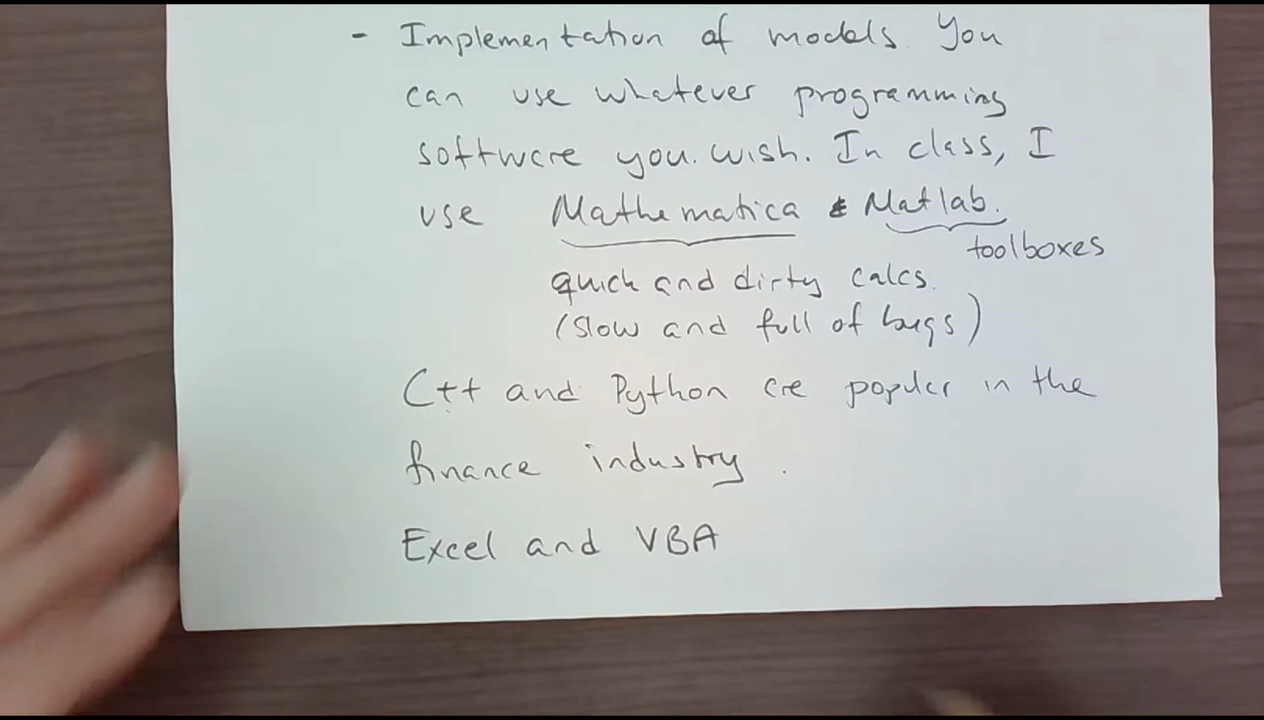 - Implementation of models. You
can use whatever programming
software you wish. In class, I
use Mathematica & Matlab.
toolboxes
quick and dirty calcs.
(slow and full of bugs)
C++ and Python are popular in the
finance industry.
Excel and VBA